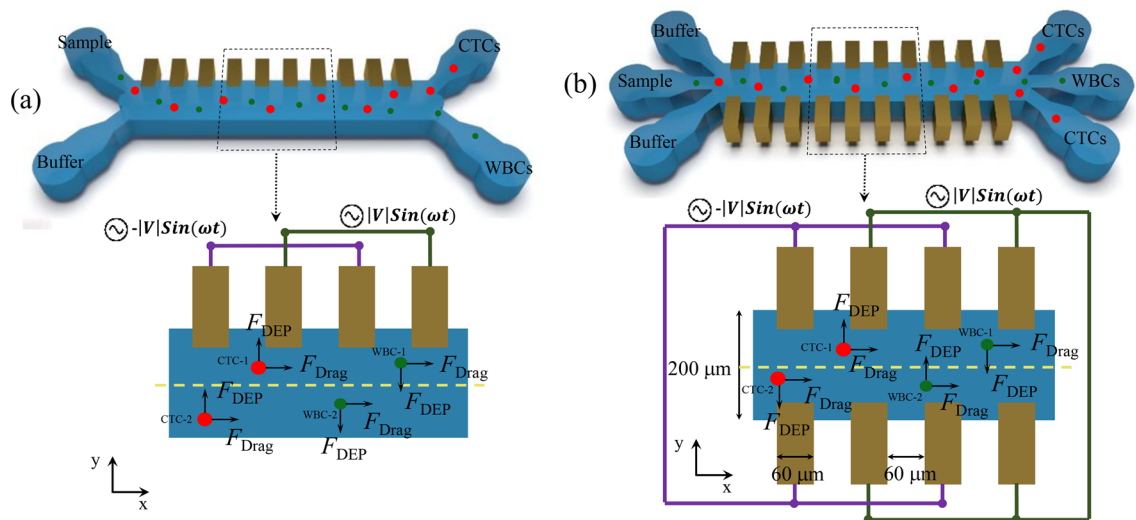 (a)
Sample
CTCs
Buffer
WBCs
-|V|Sin(ωt)
|V|Sin(ωt)
F_DEP
CTC-1
F_Drag
WBC-1
F_Drag
F_DEP
F_DEP
CTC-2
F_Drag
WBC-2
F_Drag
F_DEP
y
x
(b)
Buffer
CTCs
Sample
WBCs
Buffer
CTCs
-|V|Sin(ωt)
|V|Sin(ωt)
200 μm
F_DEP
CTC-1
F_Drag
WBC-1
F_Drag
F_DEP
F_DEP
CTC-2
F_Drag
F_DEP
WBC-2
F_Drag
60 μm
60 μm
y
x